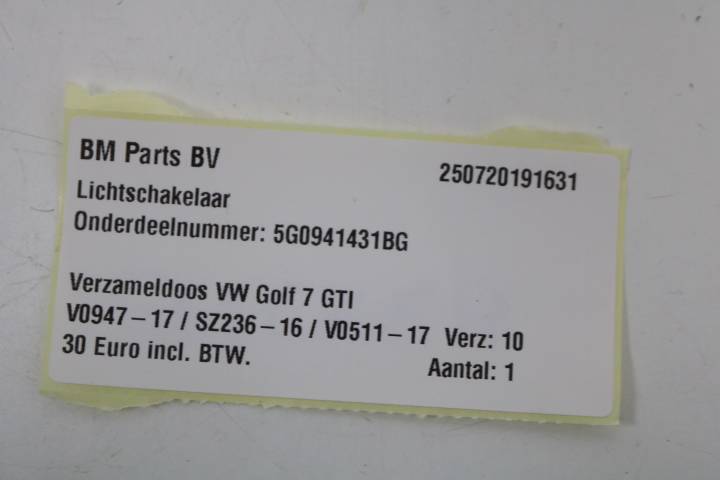 BM Parts BV
250720191631
Lichtschakelaar
Onderdeelnummer: 5G0941431BG
Verzameldoos VW Golf 7 GTI
V0947-17 / SZ236-16 / V0511-17 Verz: 10
30 Euro incl. BTW.
Aantal: 1